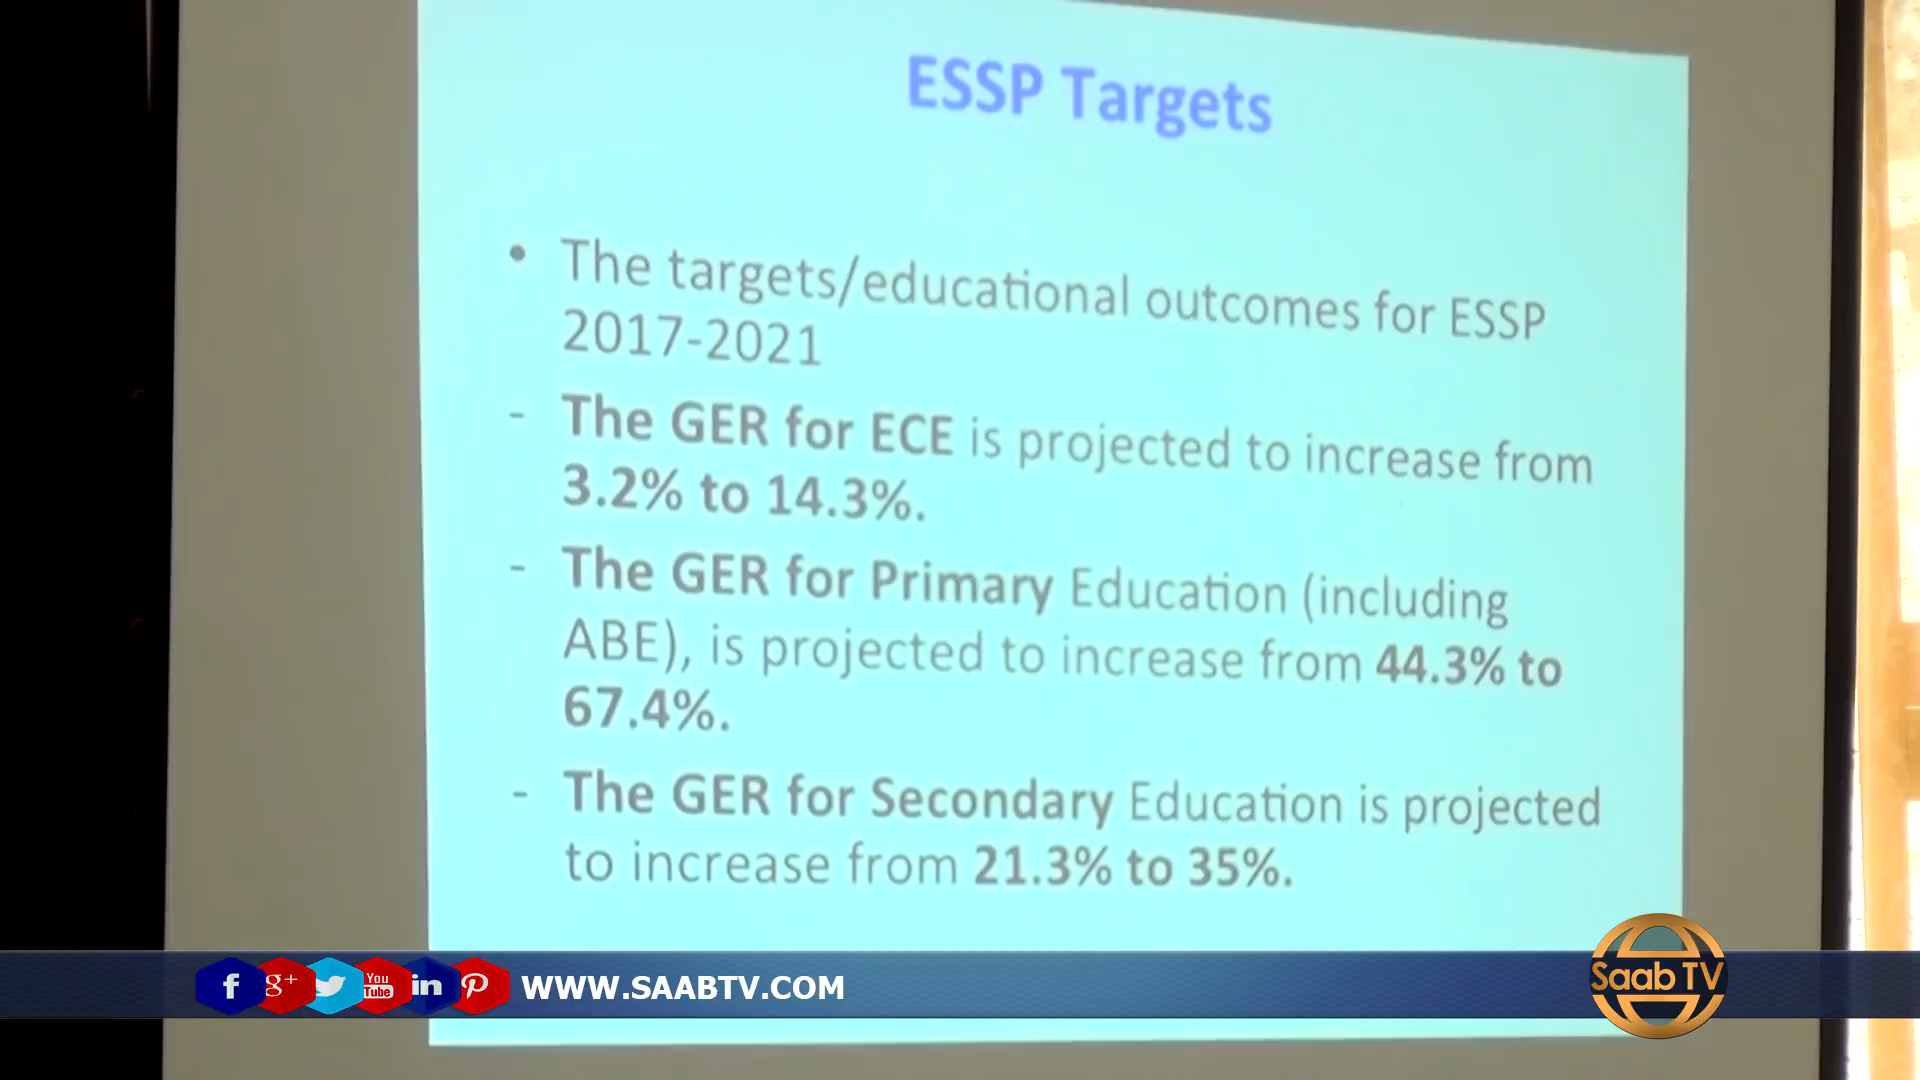 ESSP Targets
• The targets/educational outcomes for ESSP
2017-2021
- The GER for ECE is projected to increase from
3.2% to 14.3%.
- The GER for Primary Education (including
ABE), is projected to increase from 44.3% to
67.4%.
- The GER for Secondary Education is projected
to increase from 21.3% to 35%.
f g+ You Tube in
WWW.SAABTV.COM
Saab TV